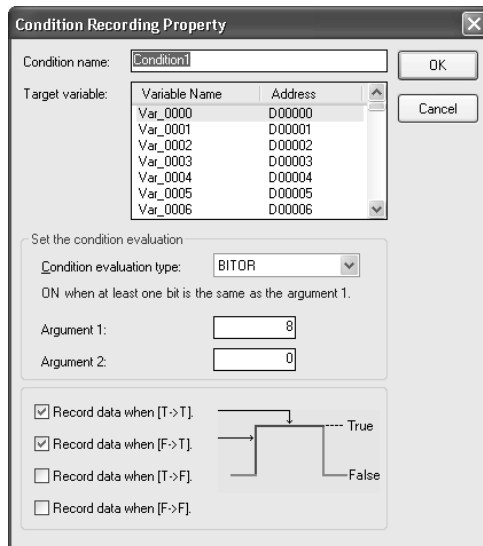 Condition Recording Property
Condition name: Condition1 OK
Target variable: Variable Name Address Cancel
Var_0000 D00000
Var_0001 D00001
Var_0002 D00002
Var_0003 D00003
Var_0004 D00004
Var_0005 D00005
Var_0006 D00006
Set the condition evaluation
Condition evaluation type: BITOR
ON when at least one bit is the same as the argument 1.
Argument 1: 8
Argument 2: 0
Record data when [T->T].
True
Record data when [F->T].
Record data when [T->F].
False
Record data when [F->F].